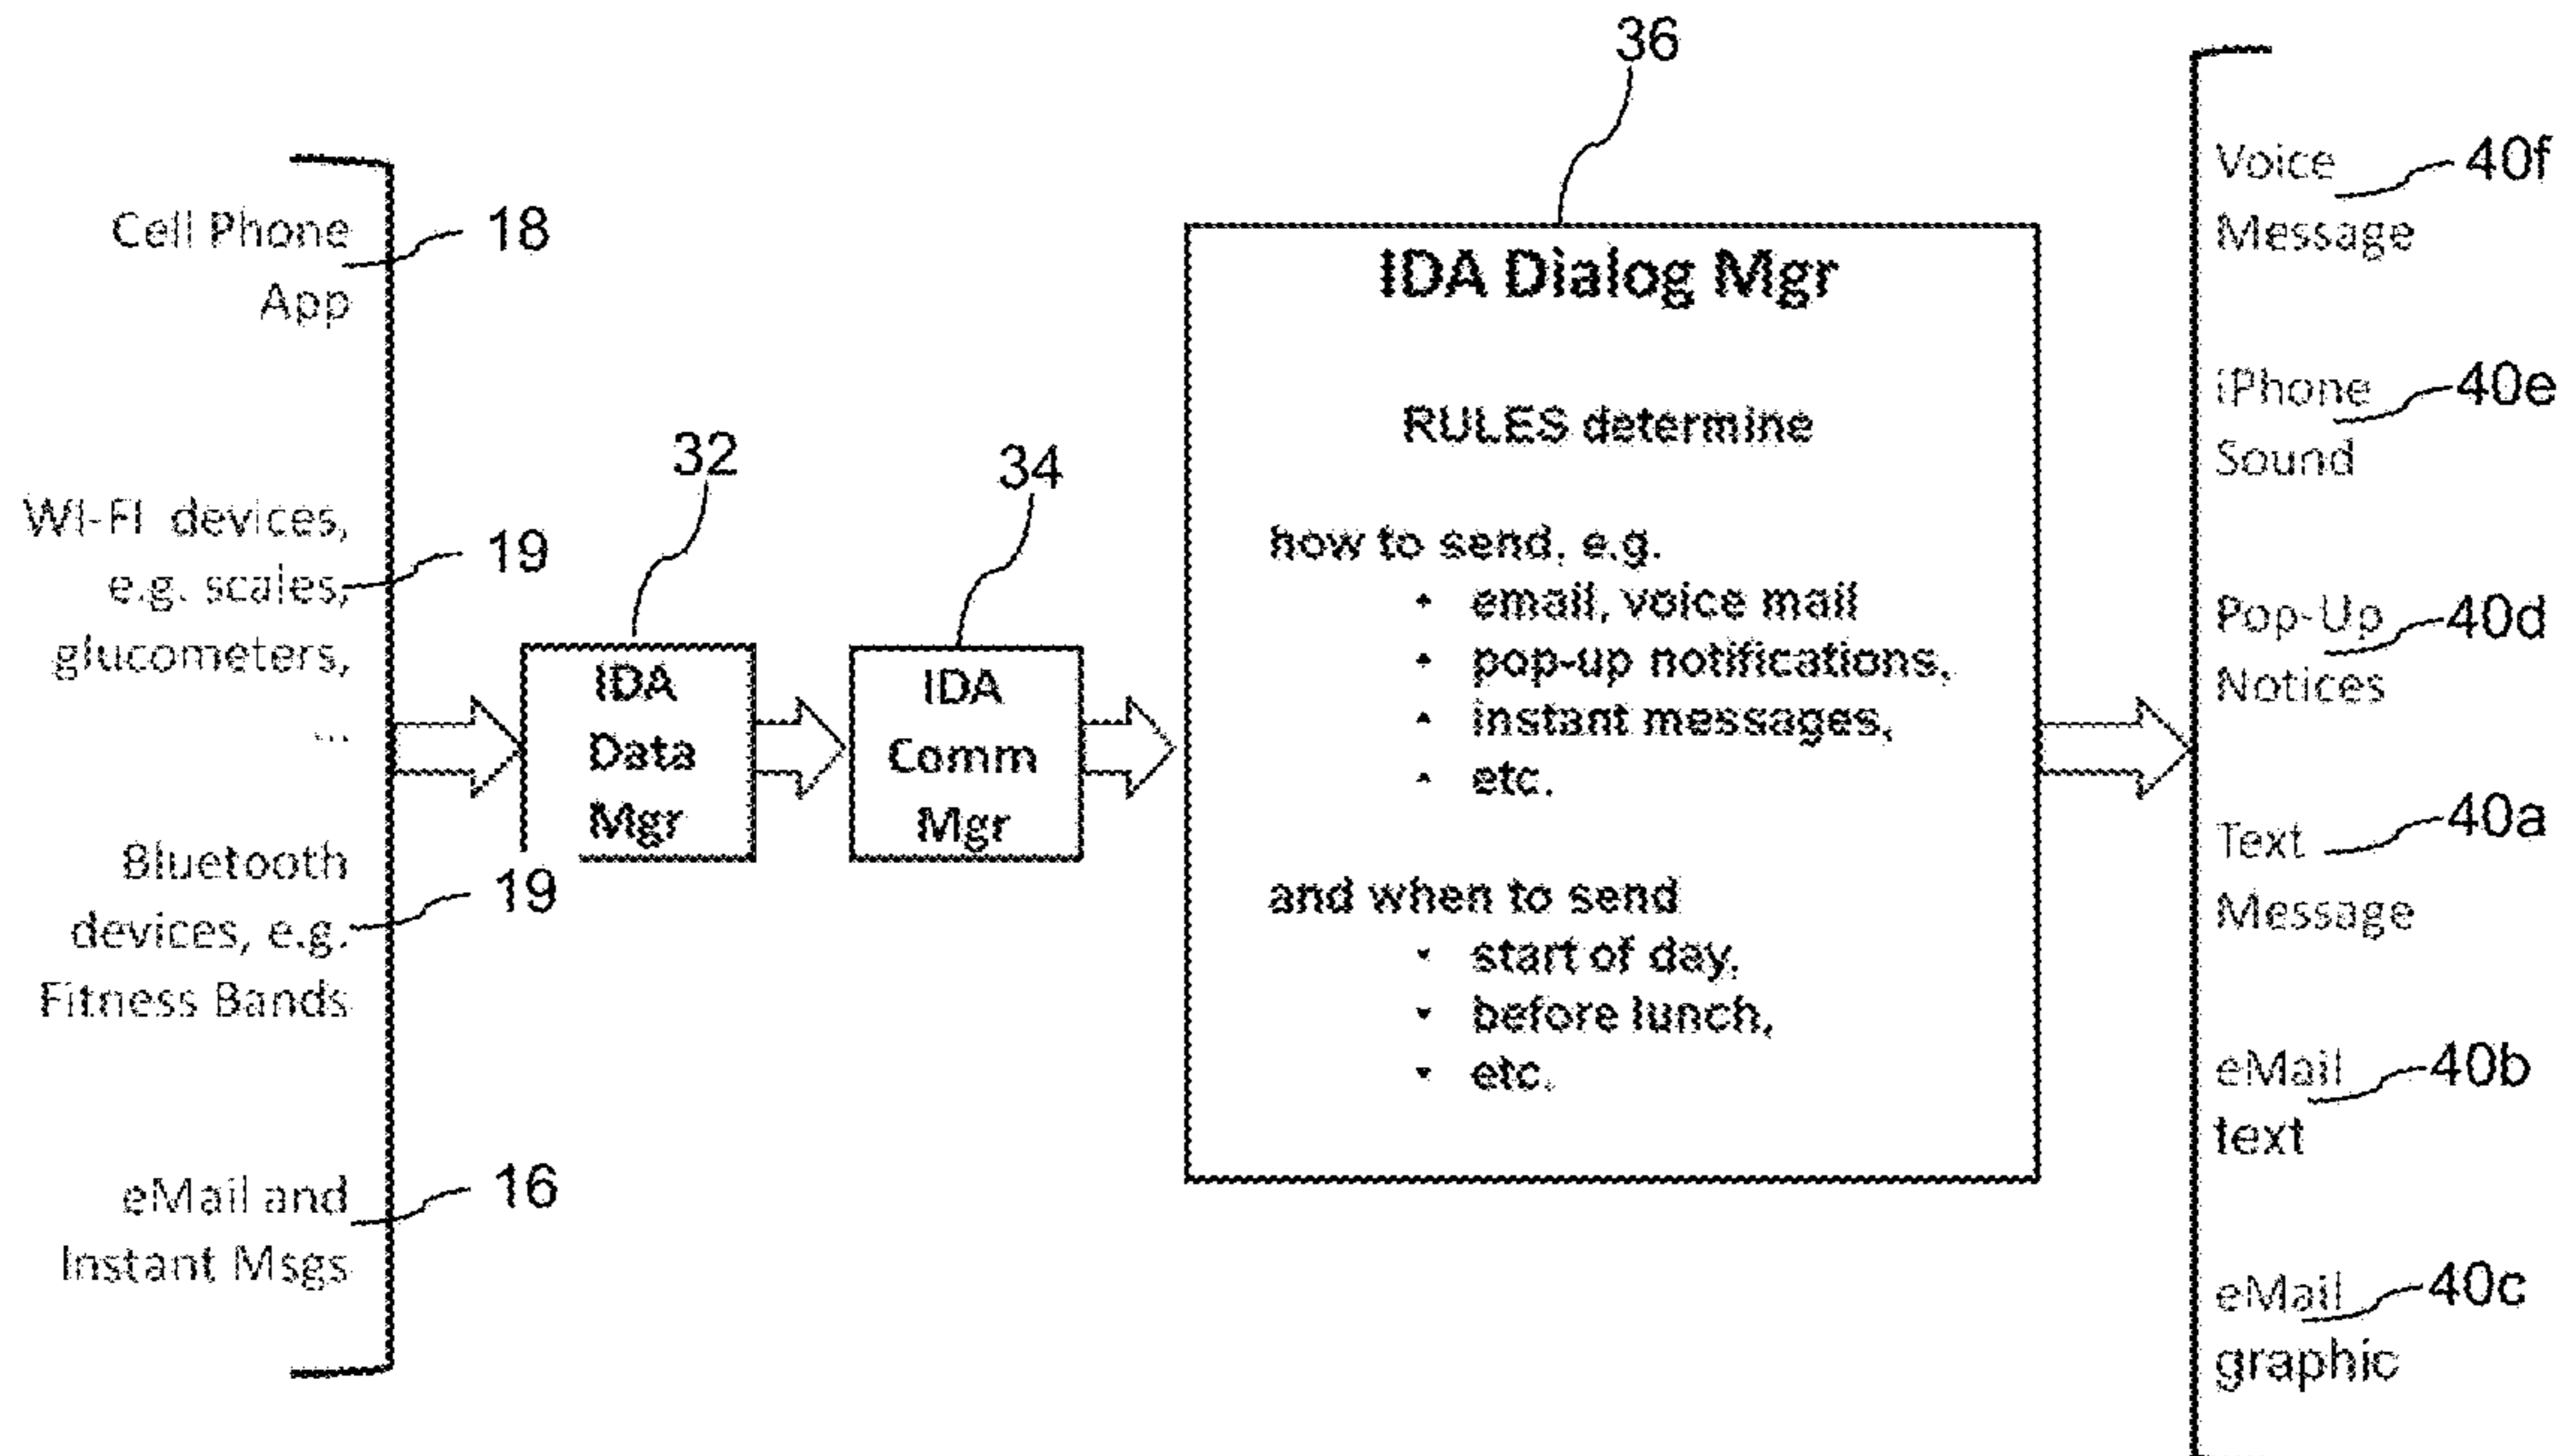 Cell Phone
App
18
WI-FI devices,
e.g. scales,
glucometers,
...
19
Bluetooth
devices, e.g.
Fitness Bands
19
eMail and
Instant Msgs
16
32
IDA
Data
Mgr
34
IDA
Comm
Mgr
36
IDA Dialog Mgr
RULES determine
how to send, e.g.
email, voice mail
pop-up notifications,
instant messages,
etc.
and when to send
start of day,
before lunch,
etc.
Voice
Message
40f
iPhone
Sound
40e
Pop-Up
Notices
40d
Text
Message
40a
eMail
text
40b
eMail
graphic
40c